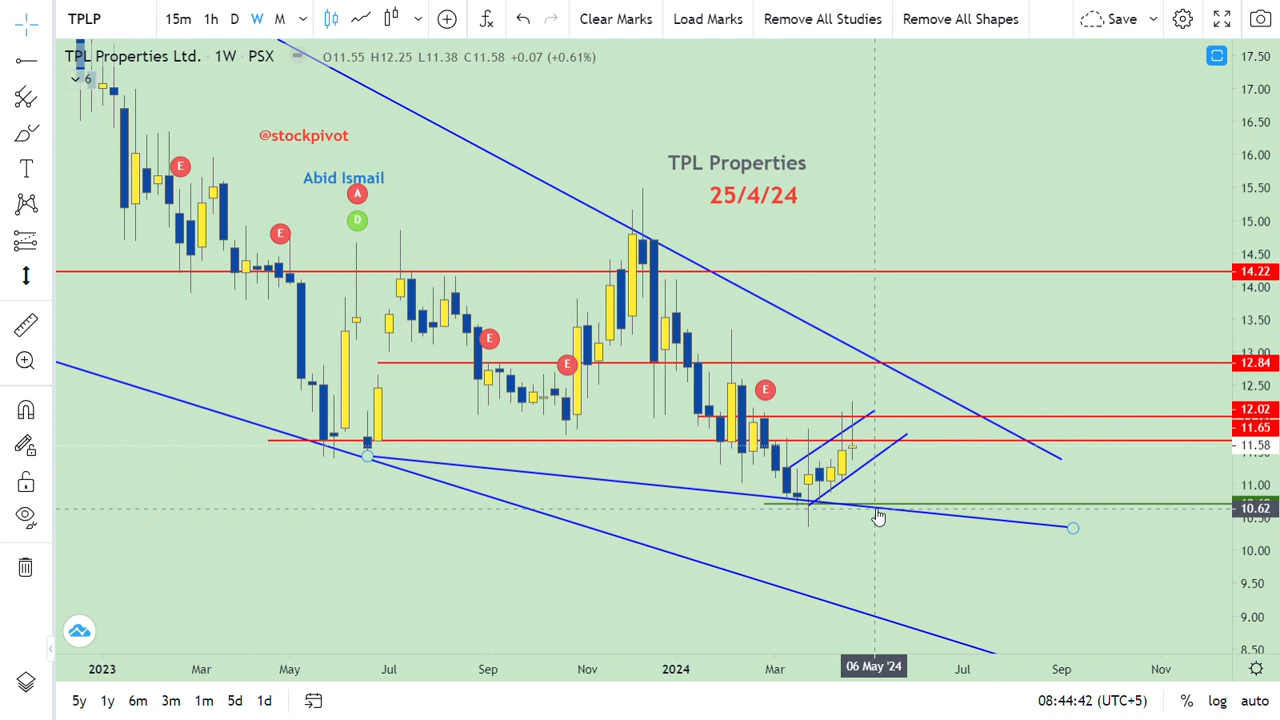 TPLP 15m 1h D W M Clear Marks Load Marks Remove All Studies Remove All Shapes Save
TPL Properties Ltd. · 1W · PSX O11.55 H12.25 L11.38 C11.58 +0.07 (+0.61%)
6
@stockpivot
Abid Ismail
TPL Properties
25/4/24
E
E
A
D
E
E
E
17.50
17.00
16.50
16.00
15.50
15.00
14.50
14.22
14.00
13.50
13.00
12.84
12.50
12.02
11.65
11.58
11.00
10.62
10.50
10.00
9.50
9.00
8.50
2023 Mar May Jul Sep Nov 2024 Mar 06 May '24 Jul Sep Nov
5y 1y 6m 3m 1m 5d 1d 08:44:42 (UTC+5) % log auto